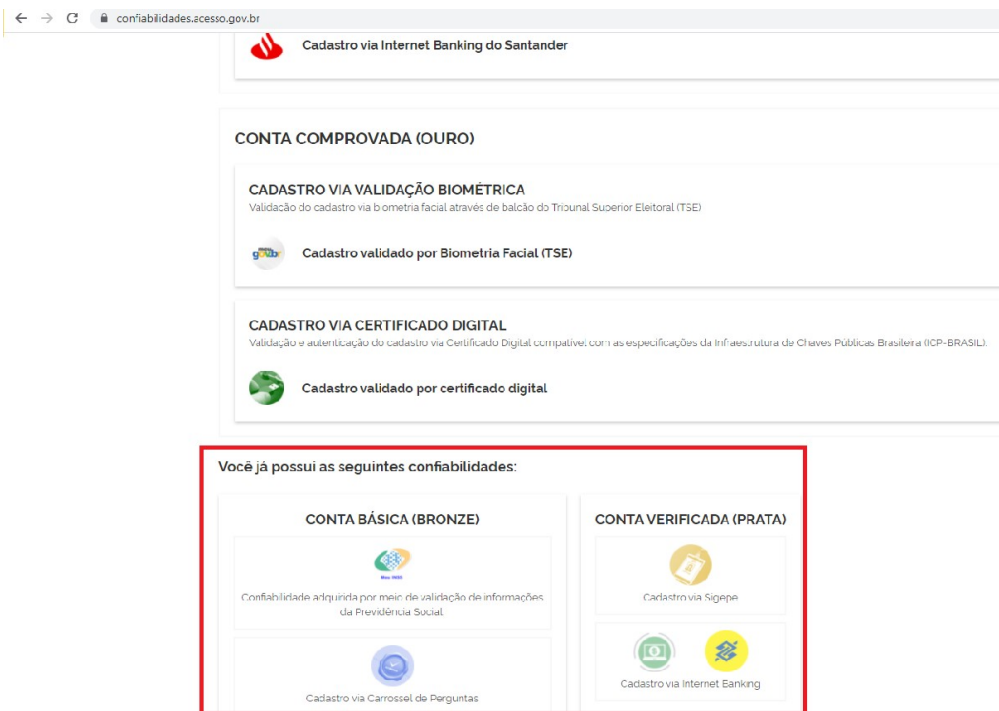 confiabilidades.acesso.gov.br
Cadastro via Internet Banking do Santander
CONTA COMPROVADA (OURO)
CADASTRO VIA VALIDAÇÃO BIOMÉTRICA
Validação do cadastro via biometria facial através de balcão do Tribunal Superior Eleitoral (TSE)
gov.br
Cadastro validado por Biometria Facial (TSE)
CADASTRO VIA CERTIFICADO DIGITAL
Validação e autenticação do cadastro via Certificado Digital compatível com as especificações da Infraestrutura de Chaves Públicas Brasileira (ICP-BRASIL).
Cadastro validado por certificado digital
Você já possui as seguintes confiabilidades:
CONTA BÁSICA (BRONZE)
CONTA VERIFICADA (PRATA)
Meu INSS
Confiabilidade adquirida por meio de validação de informações
da Previdência Social
Cadastro via Sigepe
Cadastro via Carrossel de Perguntas
Cadastro via Internet Banking